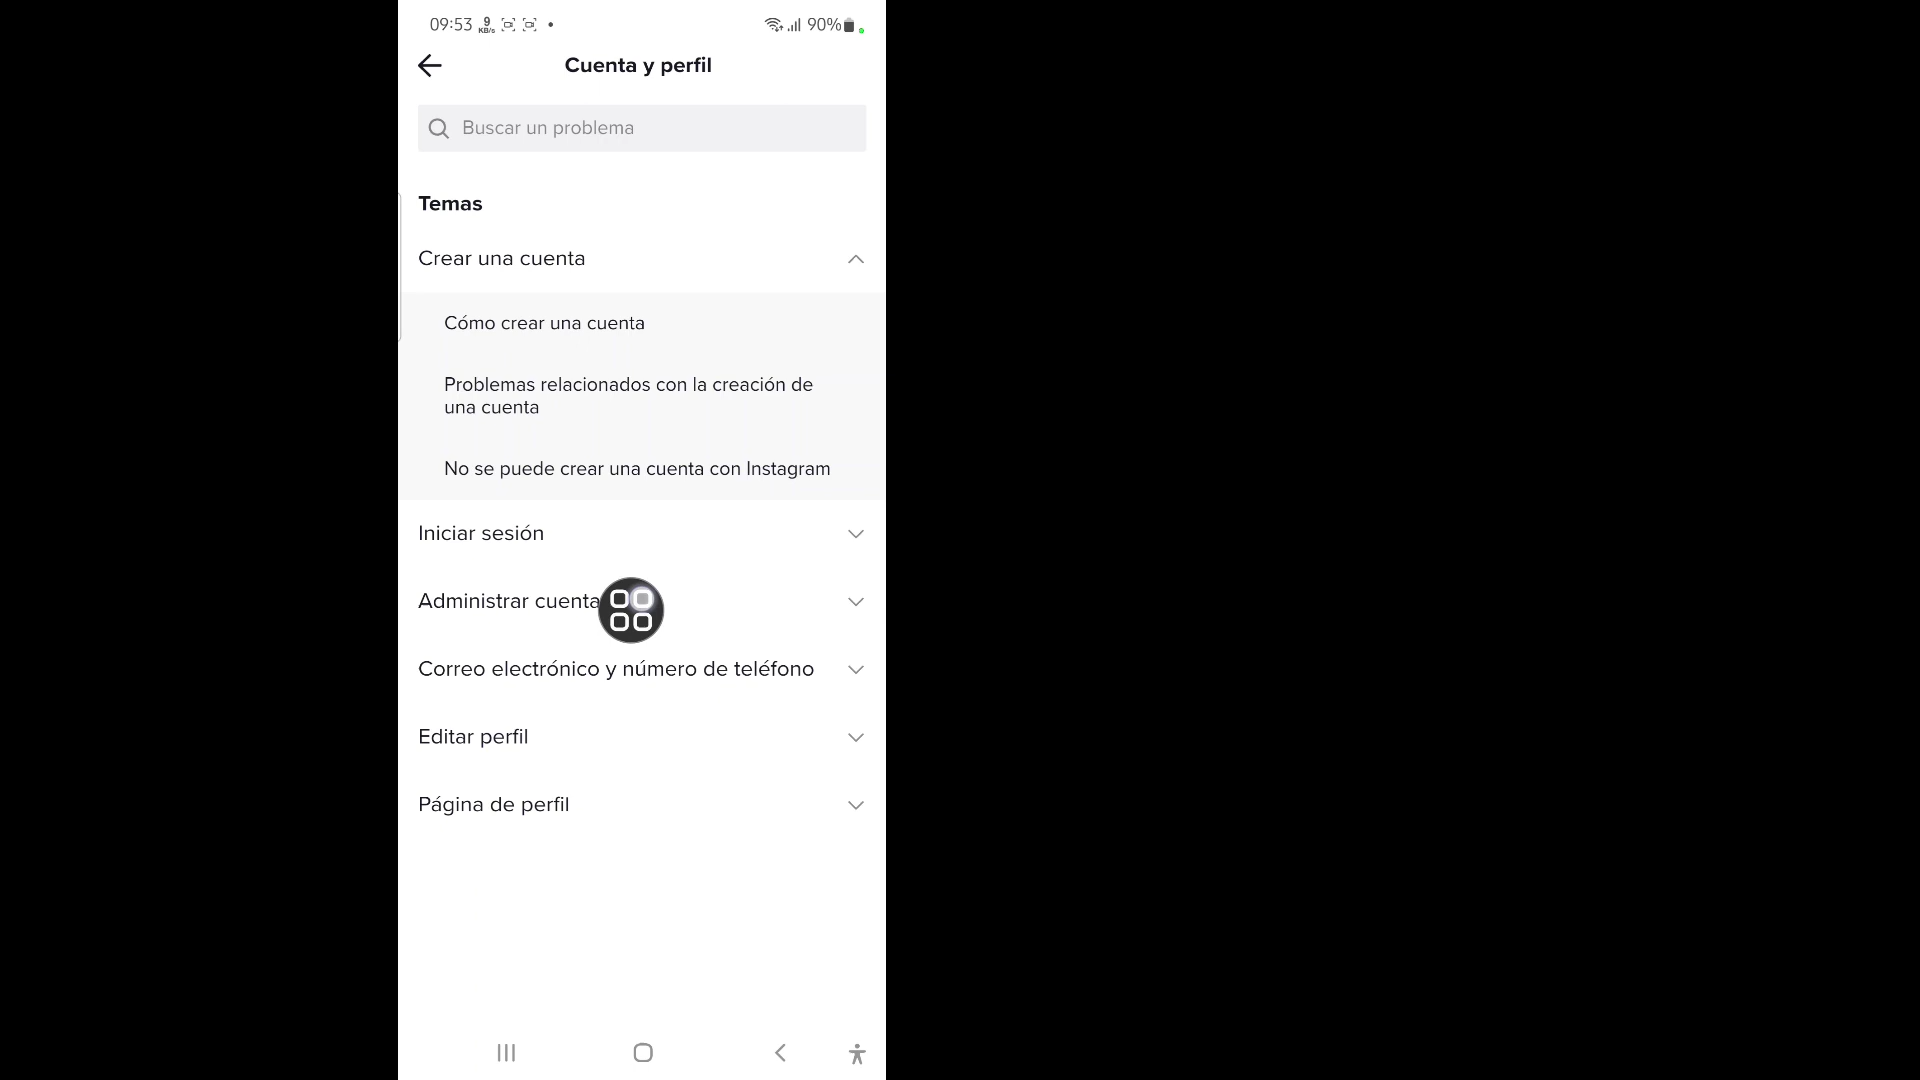 09:53 9 KB/s 90%
Cuenta y perfil
Buscar un problema
Temas
Crear una cuenta
Cómo crear una cuenta
Problemas relacionados con la creación de
una cuenta
No se puede crear una cuenta con Instagram
Iniciar sesión
Administrar cuenta
Correo electrónico y número de teléfono
Editar perfil
Página de perfil